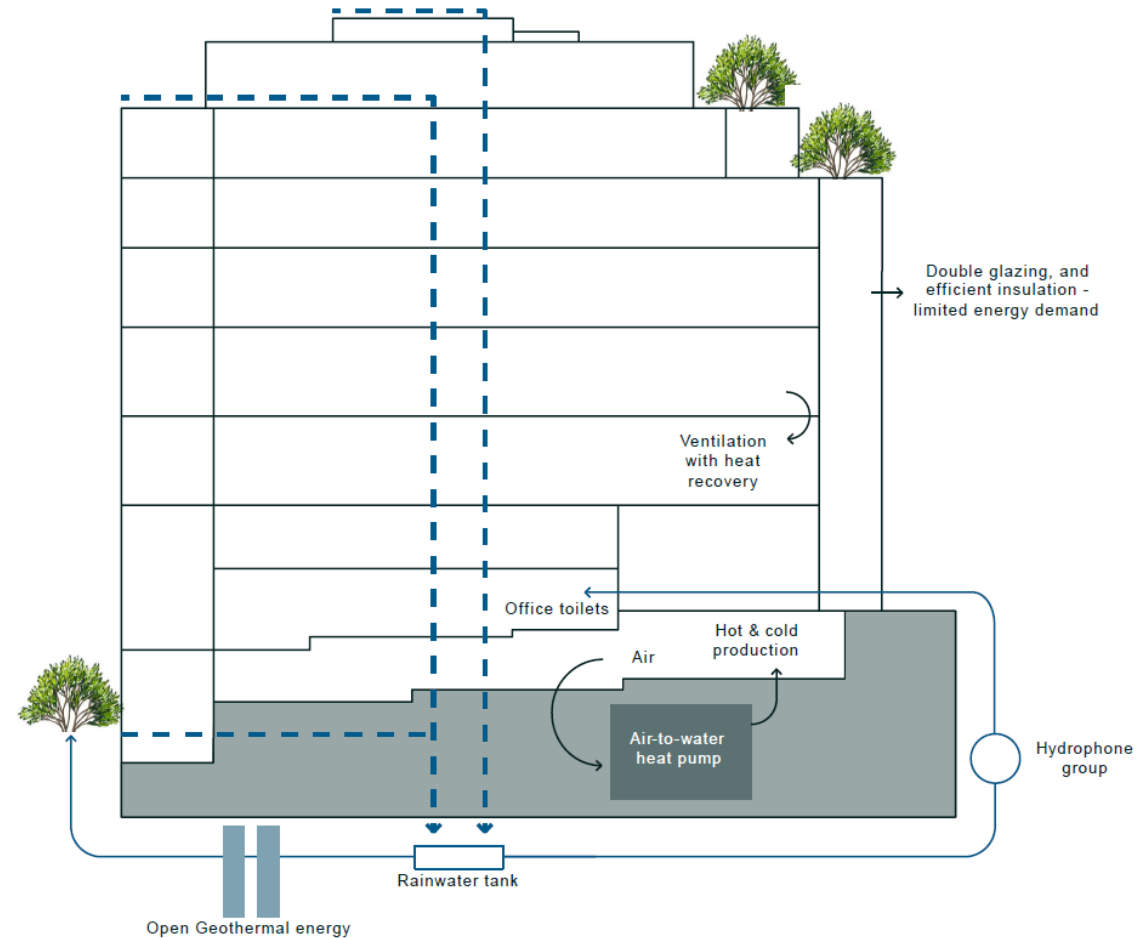 Double glazing, and
efficient insulation -
limited energy demand
Ventilation
with heat
recovery
Office toilets
Hot & cold
production
Air
Air-to-water
heat pump
Hydrophone
group
Rainwater tank
Open Geothermal energy